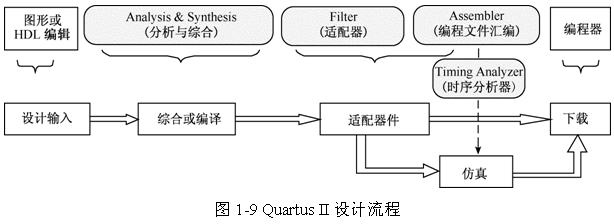 图形或
HDL 编辑
Analysis & Synthesis
(分析与综合)
Filter
(适配器)
Assembler
(编程文件汇编)
编程器
Timing Analyzer
(时序分析器)
设计输入
综合或编译
适配器件
下载
仿真
图 1-9 Quartus II 设计流程